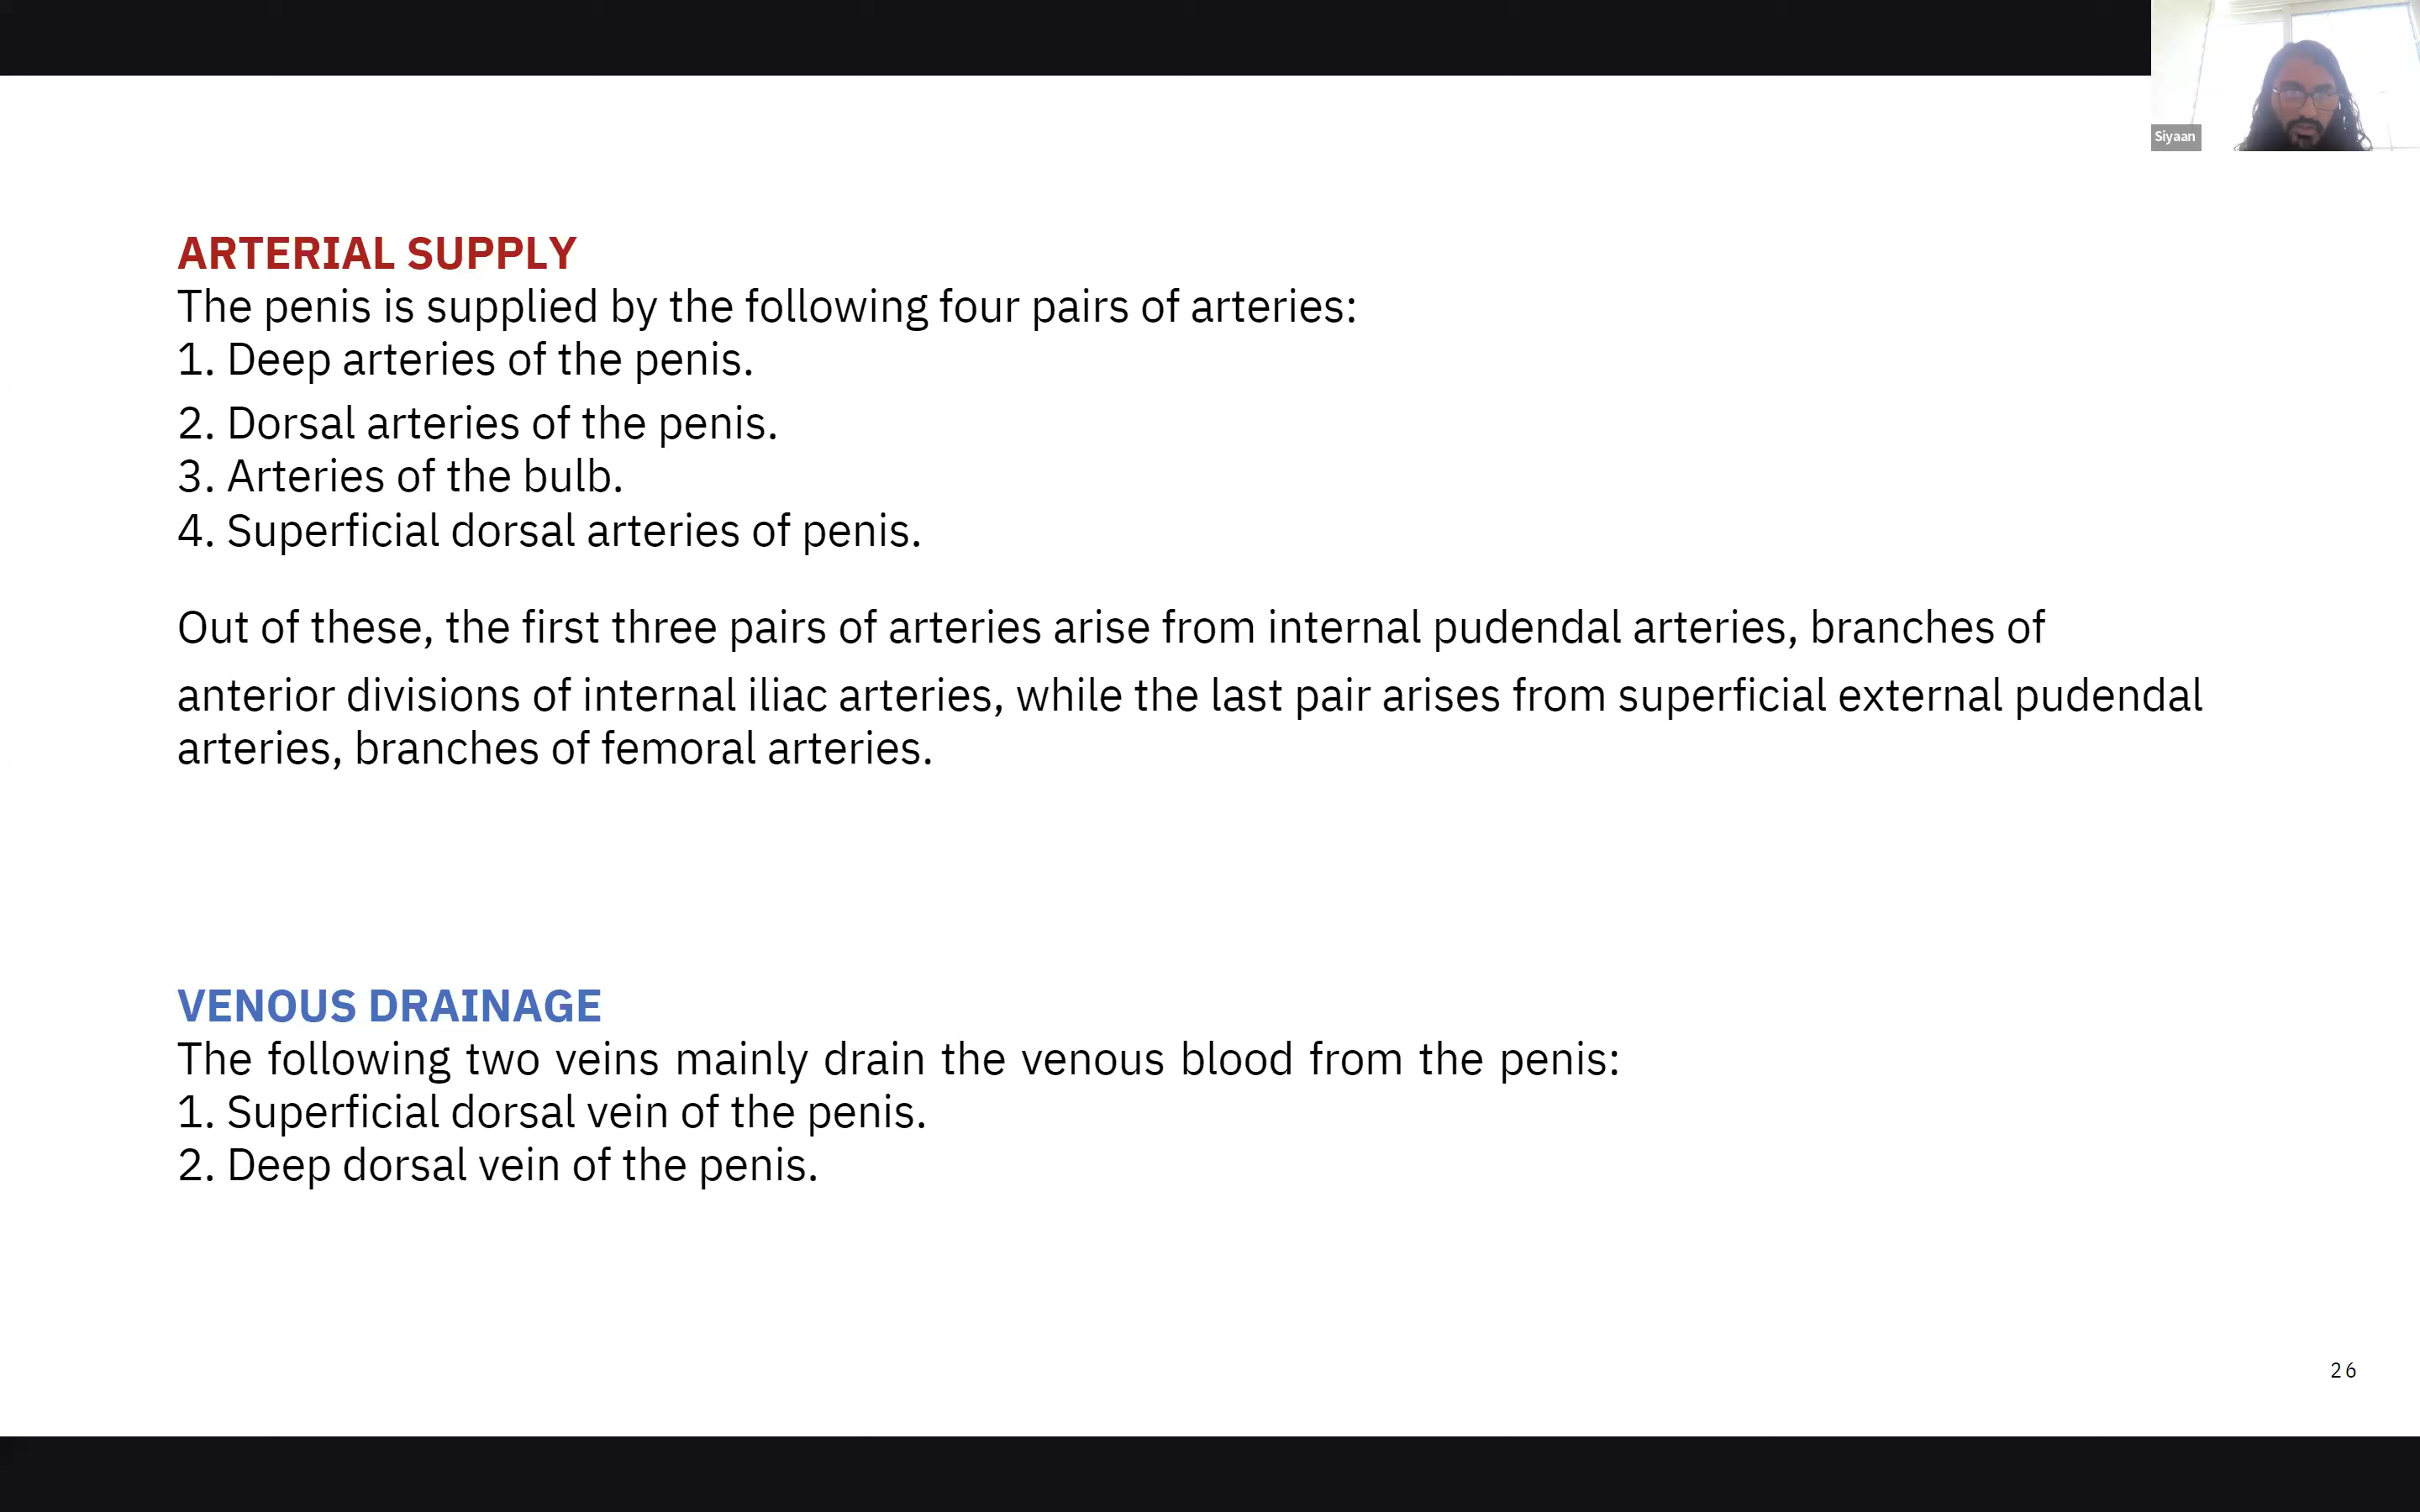 Siyaan
ARTERIAL SUPPLY
The penis is supplied by the following four pairs of arteries:
1. Deep arteries of the penis.
2. Dorsal arteries of the penis.
3. Arteries of the bulb.
4. Superficial dorsal arteries of penis.
Out of these, the first three pairs of arteries arise from internal pudendal arteries, branches of
anterior divisions of internal iliac arteries, while the last pair arises from superficial external pudendal
arteries, branches of femoral arteries.
VENOUS DRAINAGE
The following two veins mainly drain the venous blood from the penis:
1. Superficial dorsal vein of the penis.
2. Deep dorsal vein of the penis.
26